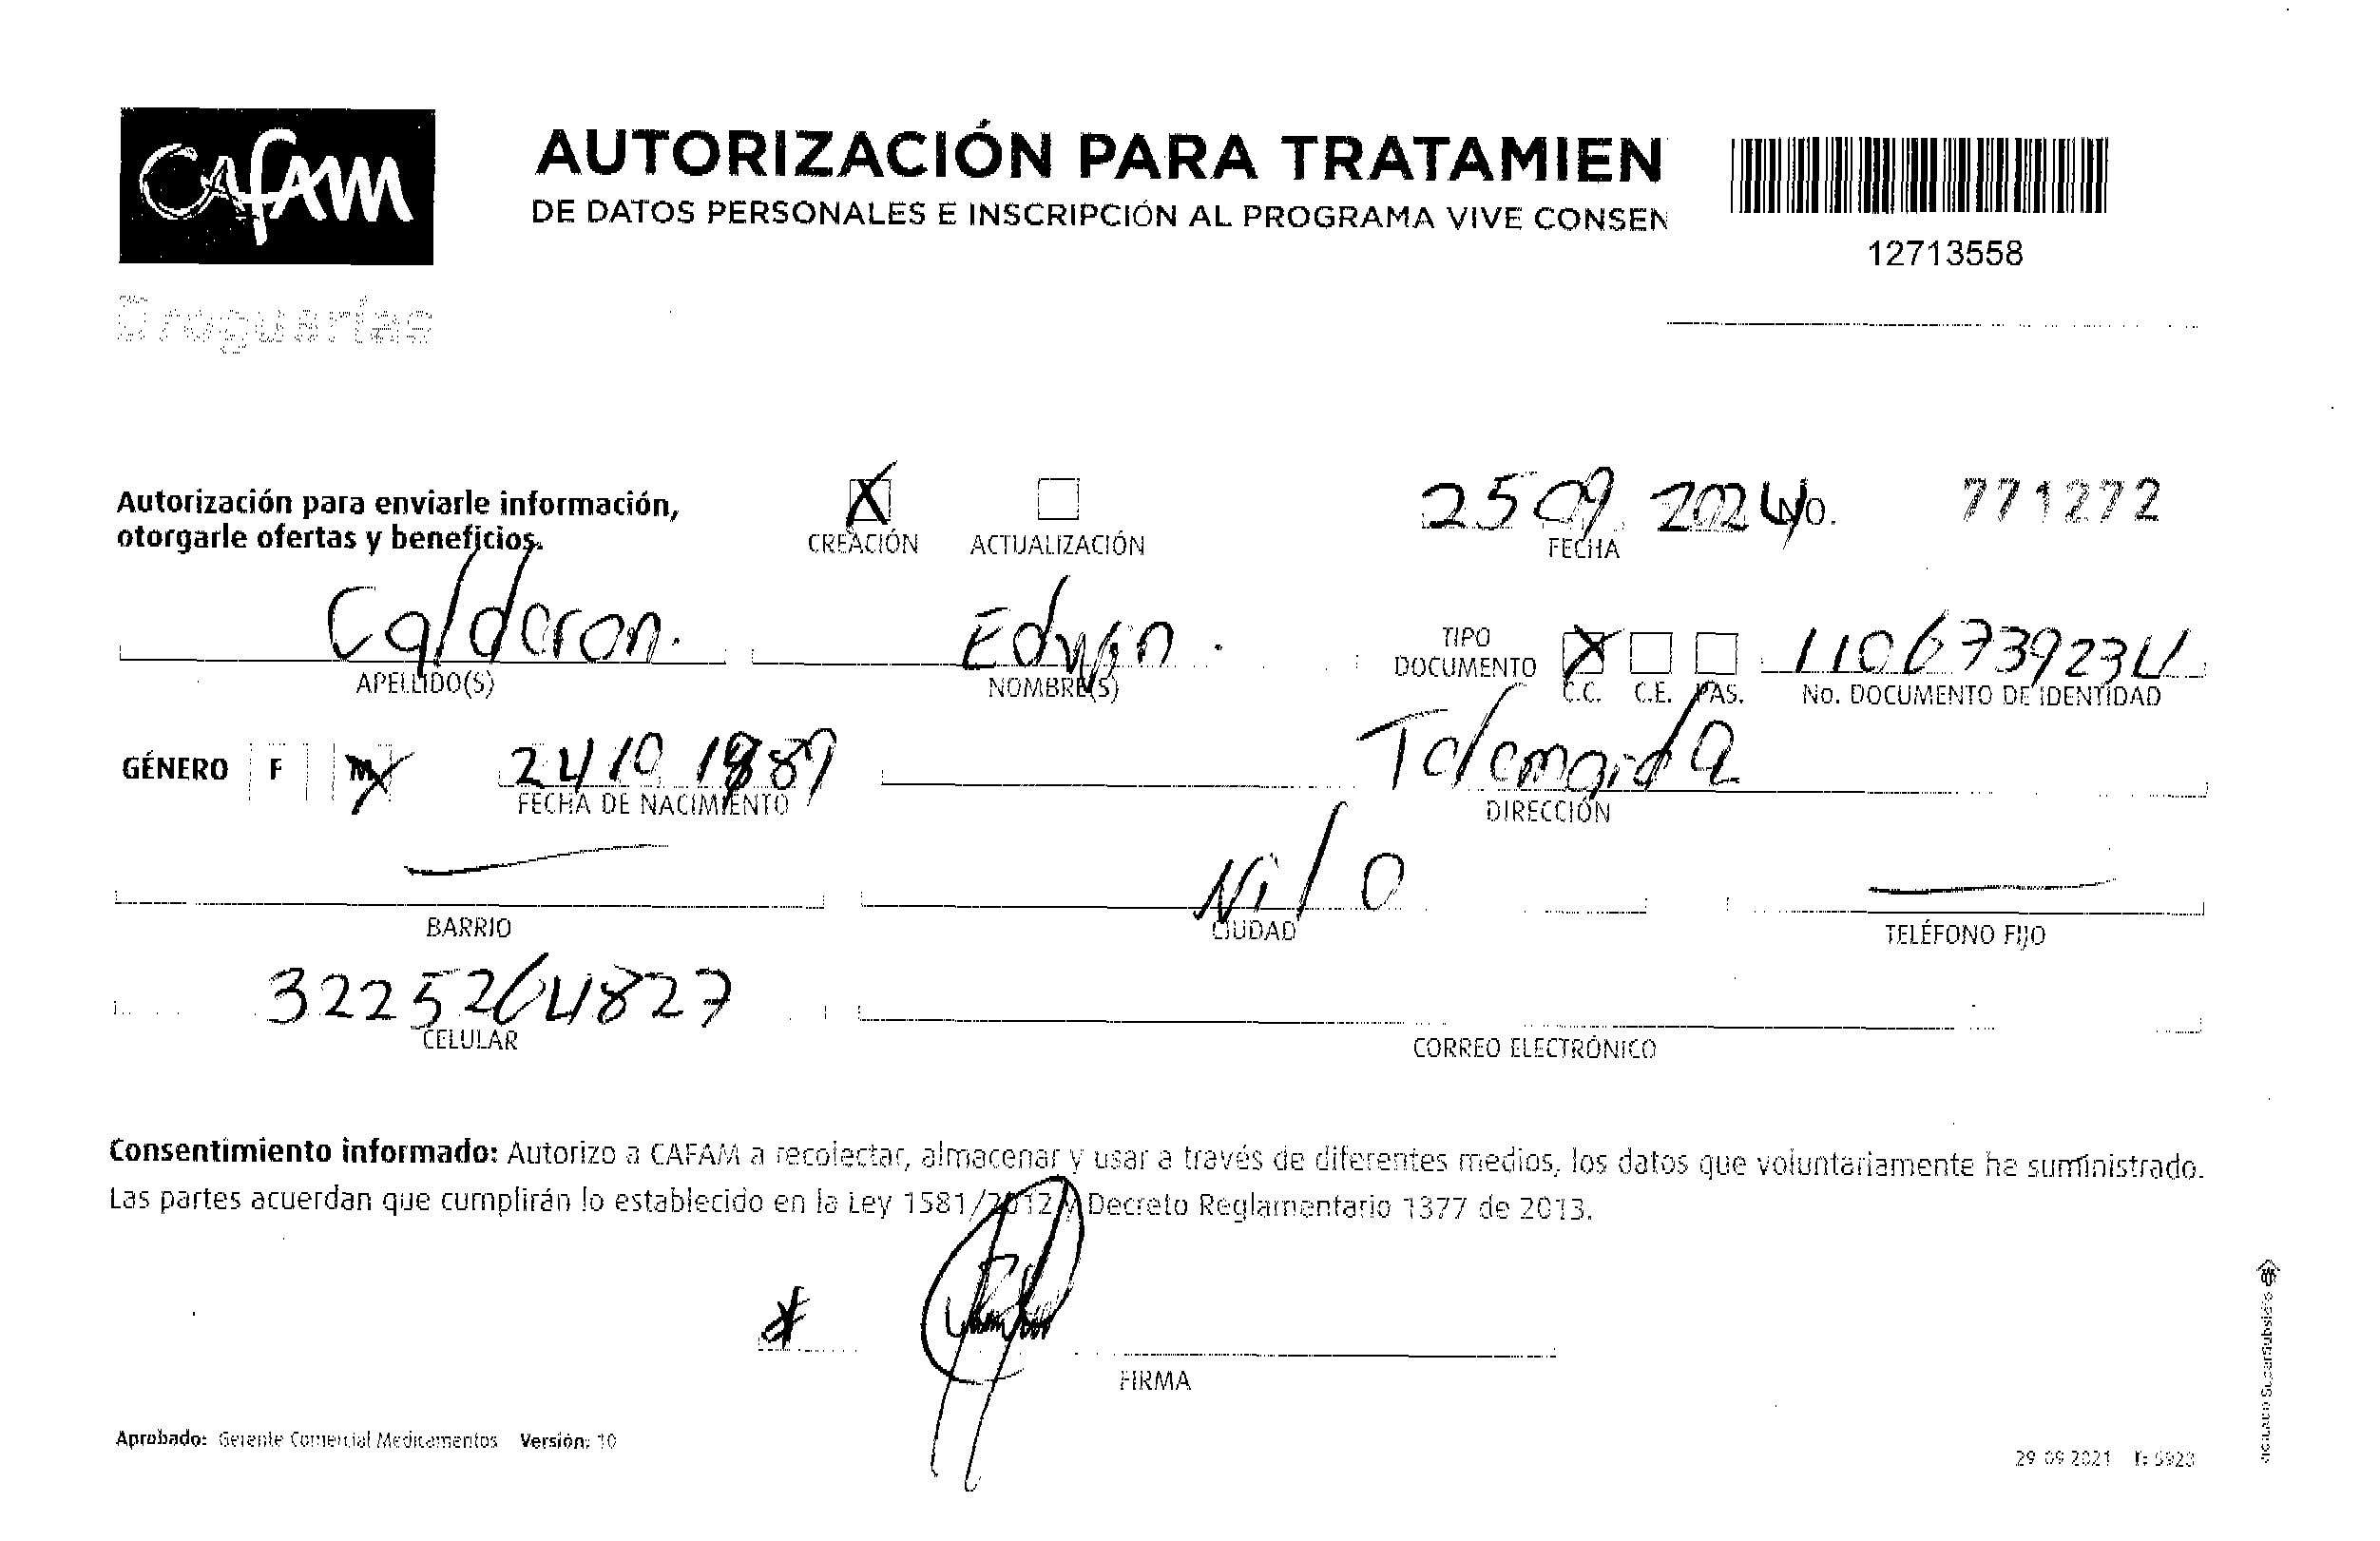 CAFAM
Droguerías
AUTORIZACIÓN PARA TRATAMIEN
DE DATOS PERSONALES E INSCRIPCIÓN AL PROGRAMA VIVE CONSEN
12713558
Autorización para enviarle información,
otorgarle ofertas y beneficios.
X CREACIÓN ACTUALIZACIÓN
25 09 2024 No. 771272
FECHA
Calderon. Edwin.
APELLIDO(S) NOMBRE(S)
TIPO DOCUMENTO X C.C. C.E. PAS. 1106739234
No. DOCUMENTO DE IDENTIDAD
GÉNERO F M 24 10 1989
FECHA DE NACIMIENTO
DIRECCIÓN
Nilo
BARRIO CIUDAD TELÉFONO FIJO
3225264827
CELULAR CORREO ELECTRÓNICO
Consentimiento informado: Autorizo a CAFAM a recolectar, almacenar y usar a través de diferentes medios, los datos que voluntariamente he suministrado.
Las partes acuerdan que cumplirán lo establecido en la Ley 1581/2012 y Decreto Reglamentario 1377 de 2013.
FIRMA
Aprobado: Gerente Comercial Medicamentos Versión: 10
29 09 2021 F: 5923
VIGILADO SuperSubsidio